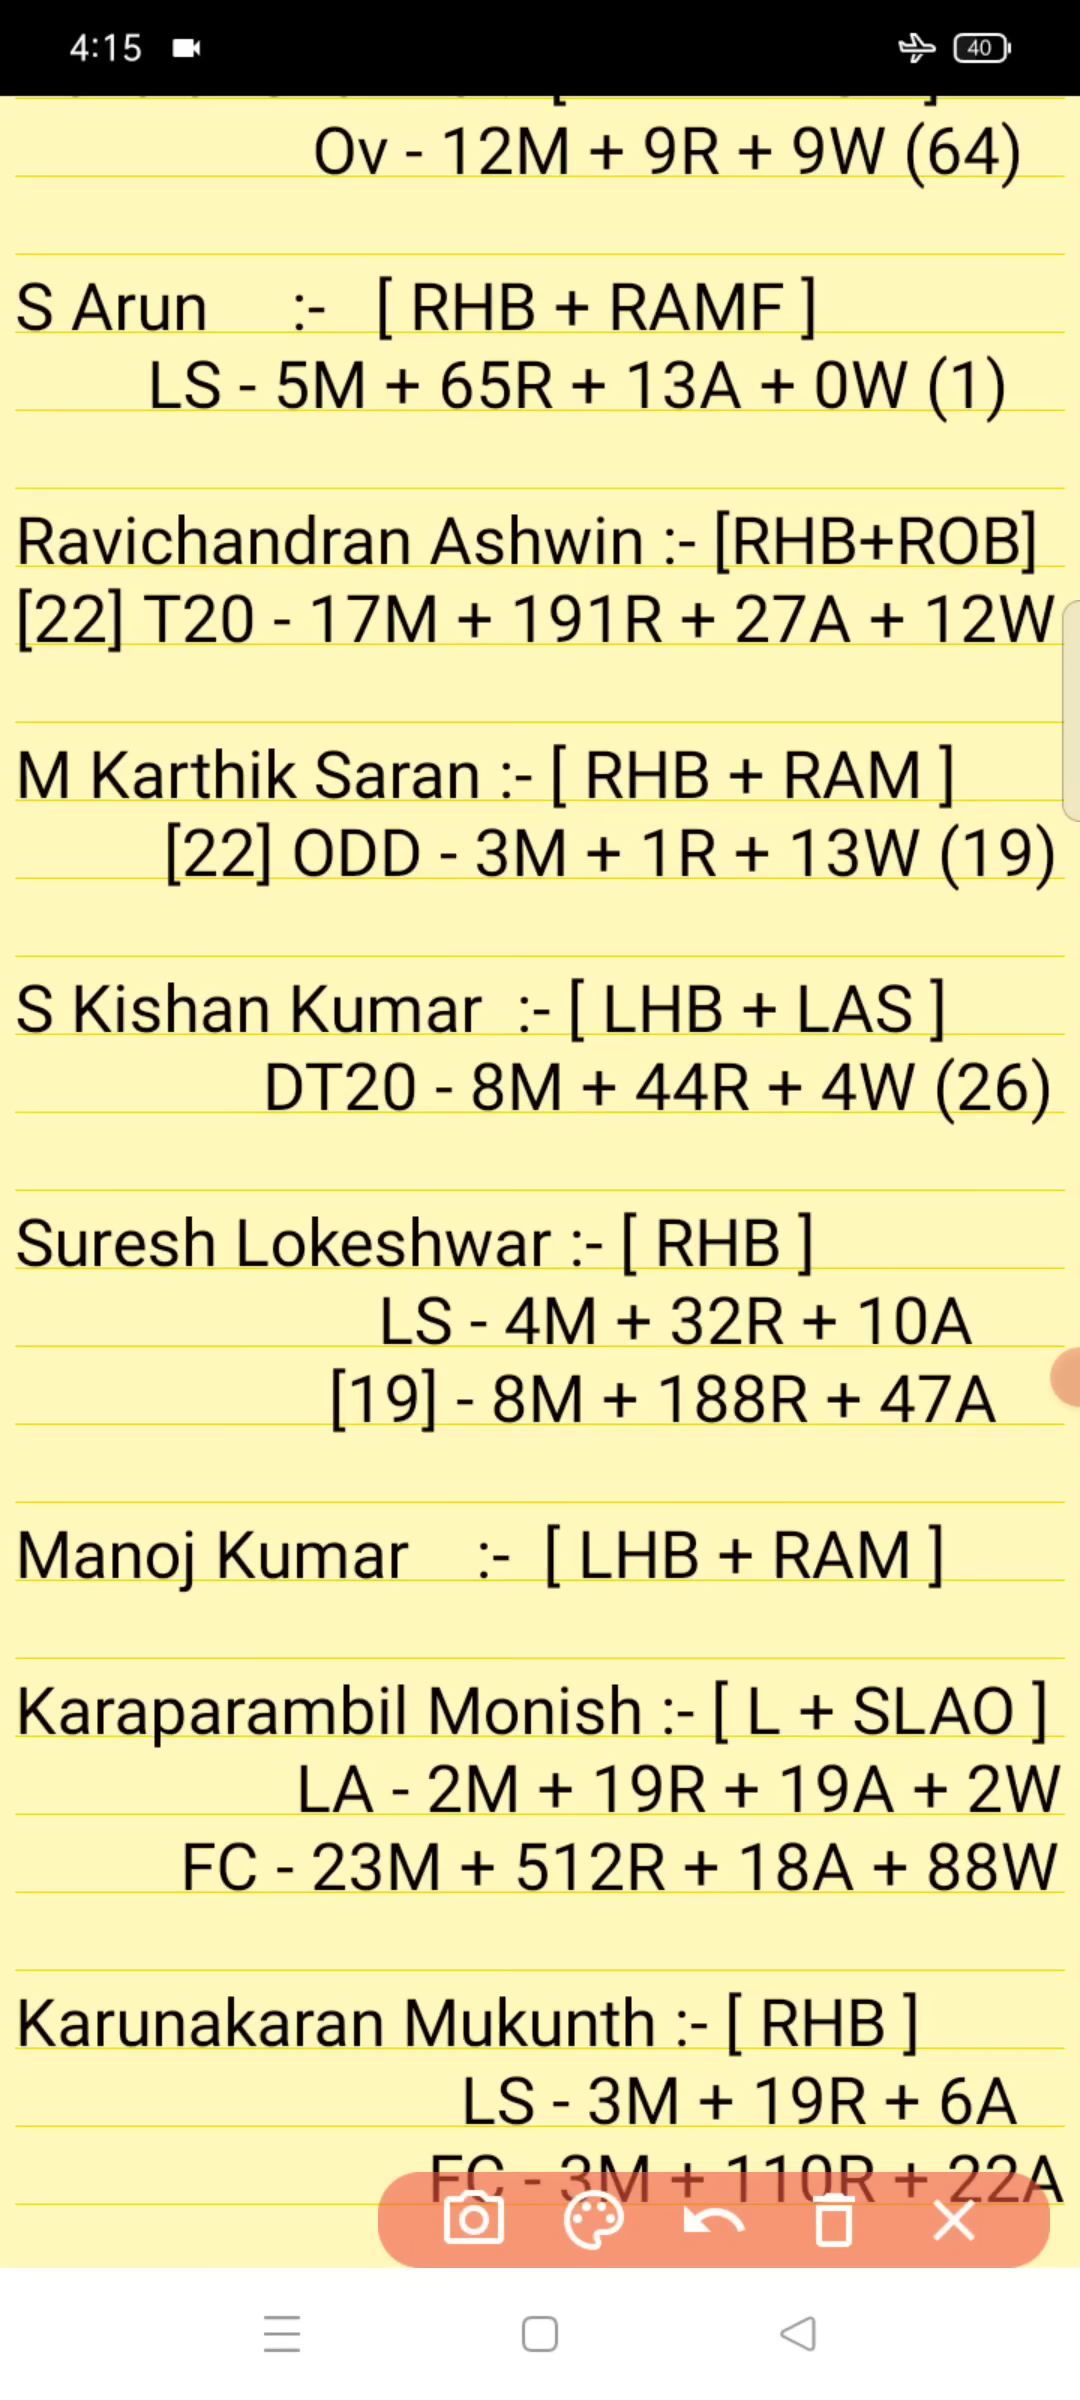 4:15
40
Ov - 12M + 9R + 9W (64)
S Arun :- [ RHB + RAMF ]
LS - 5M + 65R + 13A + 0W (1)
Ravichandran Ashwin :- [RHB+ROB]
[22] T20 - 17M + 191R + 27A + 12W
M Karthik Saran :- [ RHB + RAM ]
[22] ODD - 3M + 1R + 13W (19)
S Kishan Kumar :- [ LHB + LAS ]
DT20 - 8M + 44R + 4W (26)
Suresh Lokeshwar :- [ RHB ]
LS - 4M + 32R + 10A
[19] - 8M + 188R + 47A
Manoj Kumar :- [ LHB + RAM ]
Karaparambil Monish :- [ L + SLAO ]
LA - 2M + 19R + 19A + 2W
FC - 23M + 512R + 18A + 88W
Karunakaran Mukunth :- [ RHB ]
LS - 3M + 19R + 6A
FC - 3M + 110R + 22A